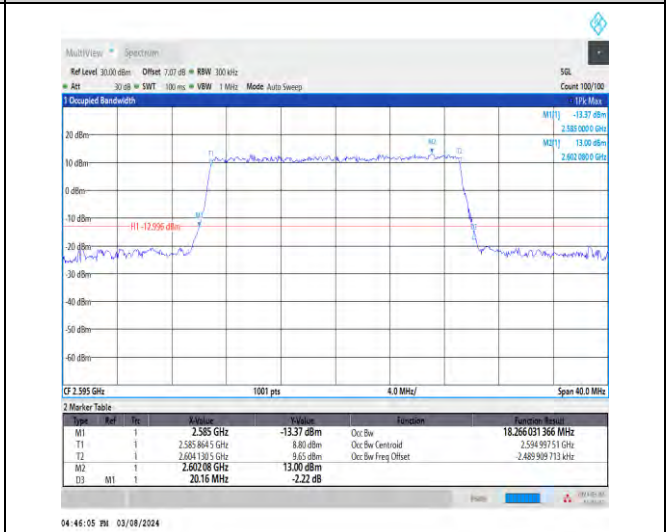 MultiView Spectrum
Ref Level 30.00 dBm Offset 7.07 dB RBW 300 kHz SGL
Att 30 dB SWT 100 ms VBW 1 MHz Mode Auto Sweep Count 100/100
1 Occupied Bandwidth 1Pk Max
M1[1] -13.37 dBm
2.585 0000 GHz
M2[1] 13.00 dBm
2.602 0800 GHz
20 dBm
M2
T1 T2
10 dBm
0 dBm
M1
-10 dBm
H1 -12.996 dBm
-20 dBm
-30 dBm
-40 dBm
-50 dBm
-60 dBm
CF 2.595 GHz 1001 pts 4.0 MHz/ Span 40.0 MHz
2 Marker Table
Type Ref Trc X-Value Y-Value Function Function Result
M1 1 2.585 GHz -13.37 dBm Occ Bw 18.266 031 366 MHz
T1 1 2.585 864 5 GHz 8.80 dBm Occ Bw Centroid 2.594 997 51 GHz
T2 1 2.604 130 5 GHz 9.65 dBm Occ Bw Freq Offset -2.489 909 713 kHz
M2 1 2.602 08 GHz 13.00 dBm
D3 M1 1 20.16 MHz -2.22 dB
04:46:05 PM 03/08/2024